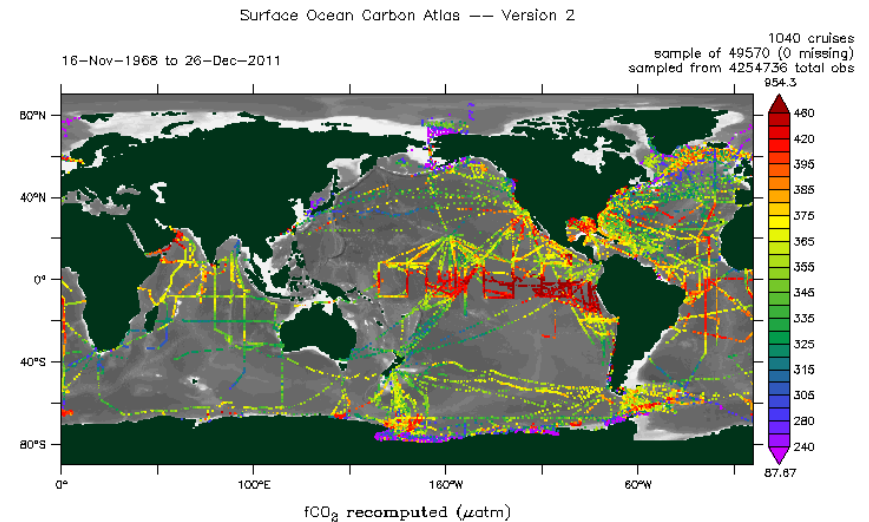 Surface Ocean Carbon Atlas —— Version 2
16–Nov–1968 to 26–Dec–2011
1040 cruises
sample of 49570 (0 missing)
sampled from 4254736 total obs
954.3
460
420
395
385
375
365
355
345
335
315
305
280
240
87.67
80°N
40°N
0°
40°S
80°S
0° 100°E 160°W 60°W
fCO₂ recomputed (μatm)